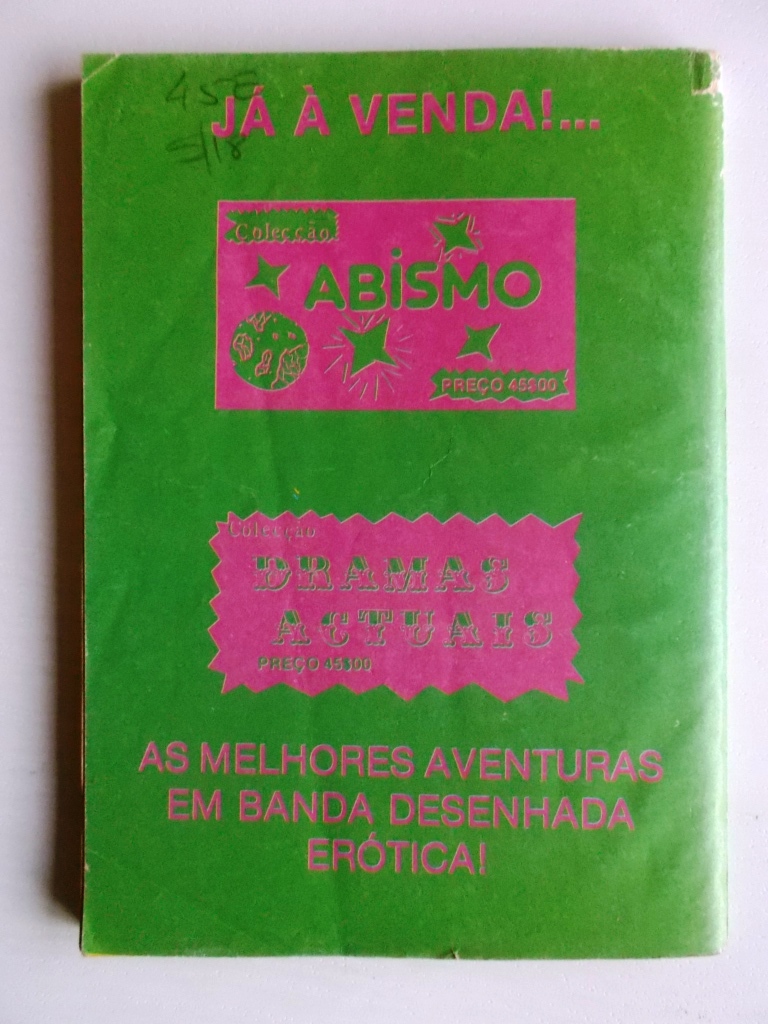 45E
5/18
JÁ À VENDA!...
Colecção
ABiSMO
PREÇO 45$00
Colecção
DRAMAS
ACTUAIS
PREÇO 45$00
AS MELHORES AVENTURAS
EM BANDA DESENHADA
ERÓTICA!